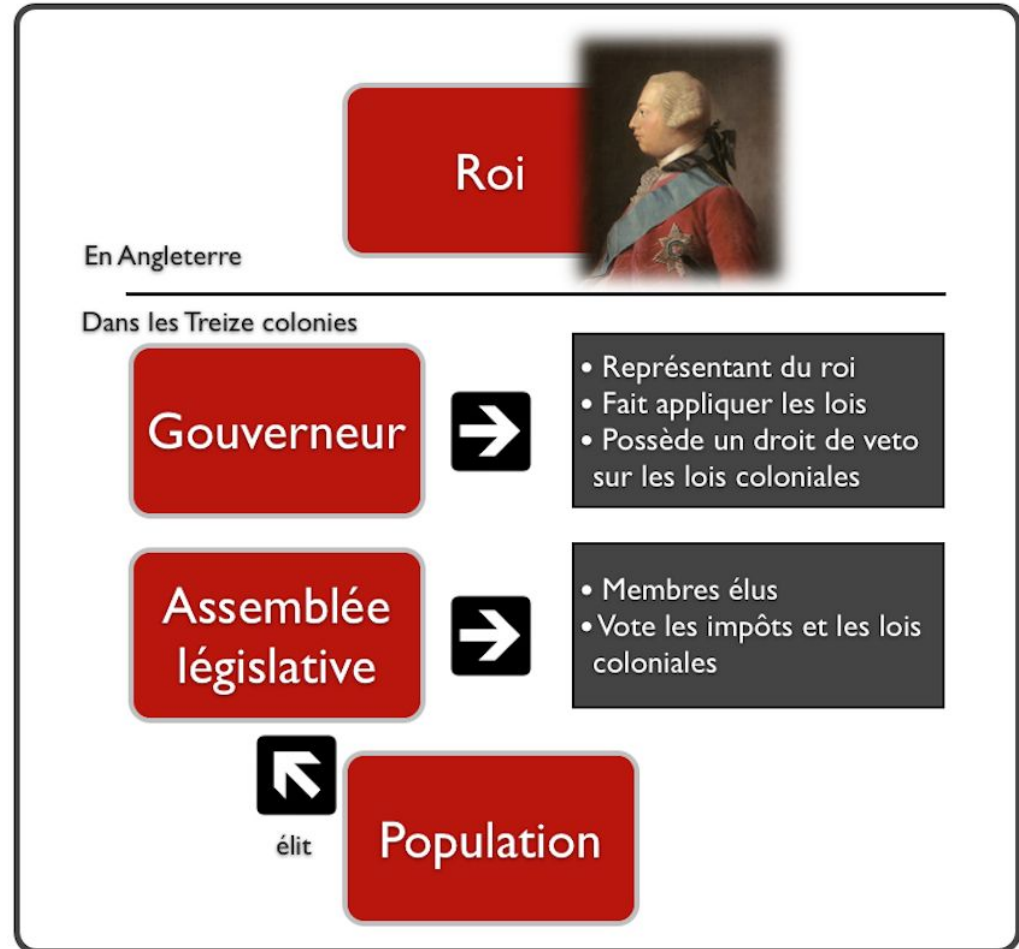 Roi
En Angleterre
Dans les Treize colonies
Gouverneur
• Représentant du roi
• Fait appliquer les lois
• Possède un droit de veto
sur les lois coloniales
Assemblée
législative
• Membres élus
• Vote les impôts et les lois
coloniales
élit
Population